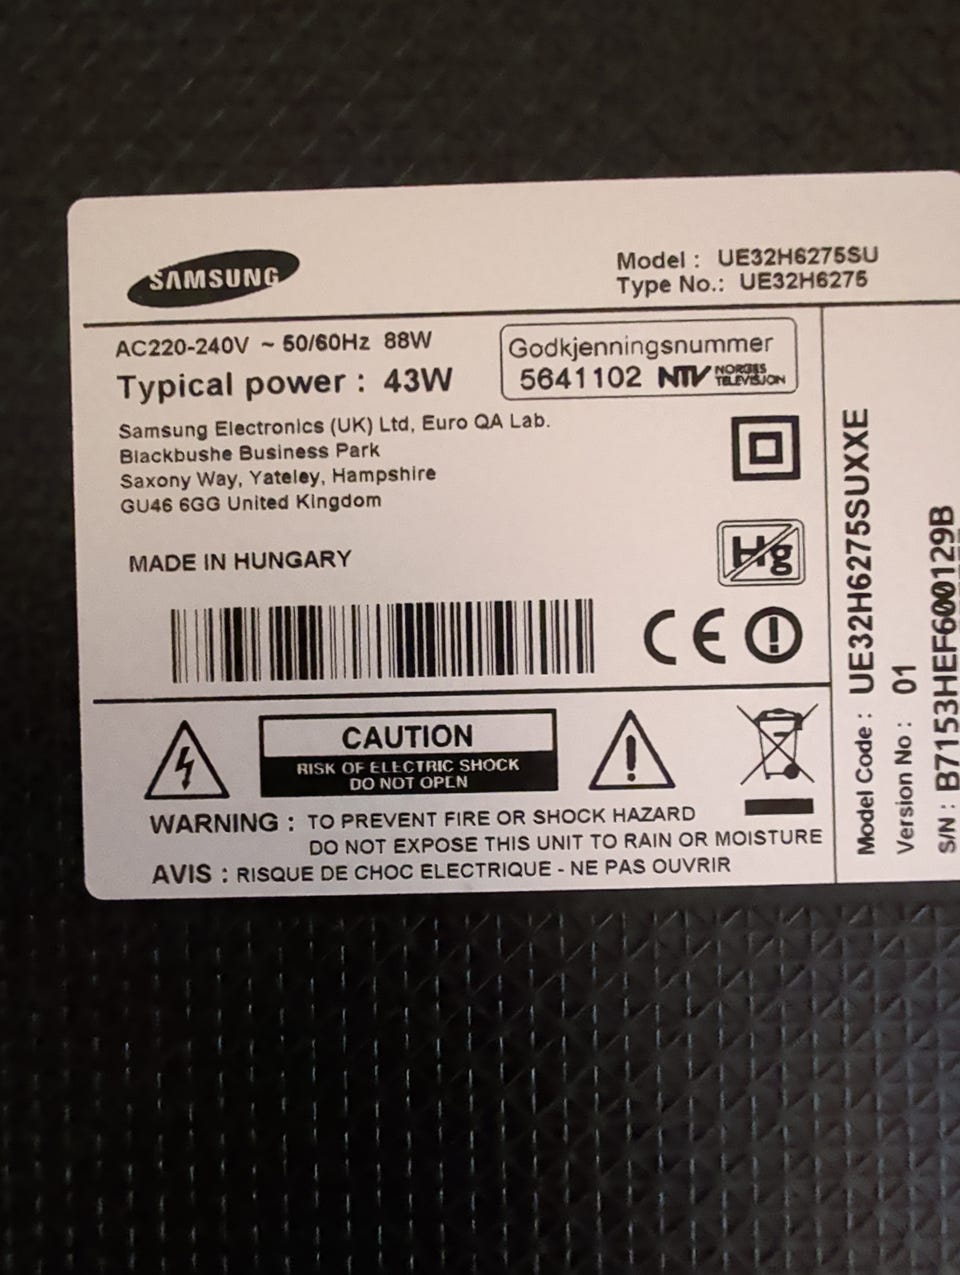 SAMSUNG
Model : UE32H6275SU
Type No.: UE32H6275
AC220-240V ~ 50/60Hz 88W
Typical power : 43W
Godkjenningsnummer
5641102 NTV NORGES TELEVISJON
Samsung Electronics (UK) Ltd, Euro QA Lab.
Blackbushe Business Park
Saxony Way, Yateley, Hampshire
GU46 6GG United Kingdom
MADE IN HUNGARY
Hg
CE
CAUTION
RISK OF ELECTRIC SHOCK
DO NOT OPEN
WARNING : TO PREVENT FIRE OR SHOCK HAZARD
DO NOT EXPOSE THIS UNIT TO RAIN OR MOISTURE
AVIS : RISQUE DE CHOC ELECTRIQUE - NE PAS OUVRIR
Model Code : UE32H6275SUXXE
Version No : 01
S/N : B7153HEF600129B